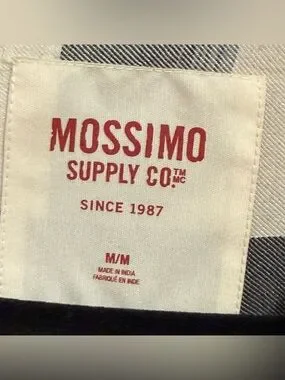 MOSSIMO
SUPPLY CO.™ MC
SINCE 1987
M/M
MADE IN INDIA
FABRIQUÉ EN INDE